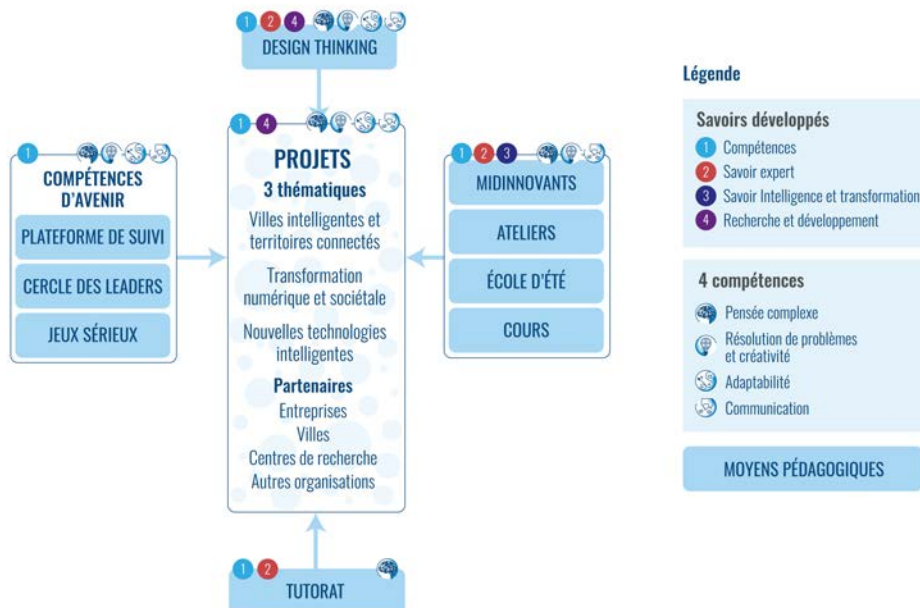 1 2 4
DESIGN THINKING
1
COMPÉTENCES
D'AVENIR
PLATEFORME DE SUIVI
CERCLE DES LEADERS
JEUX SÉRIEUX
1 4
PROJETS
3 thématiques
Villes intelligentes et
territoires connectés
Transformation
numérique et sociétale
Nouvelles technologies
intelligentes
Partenaires
Entreprises
Villes
Centres de recherche
Autres organisations
1 2 3
MIDINNOVANTS
ATELIERS
ÉCOLE D'ÉTÉ
COURS
1 2
TUTORAT
Légende
Savoirs développés
1 Compétences
2 Savoir expert
3 Savoir Intelligence et transformation
4 Recherche et développement
4 compétences
Pensée complexe
Résolution de problèmes
et créativité
Adaptabilité
Communication
MOYENS PÉDAGOGIQUES